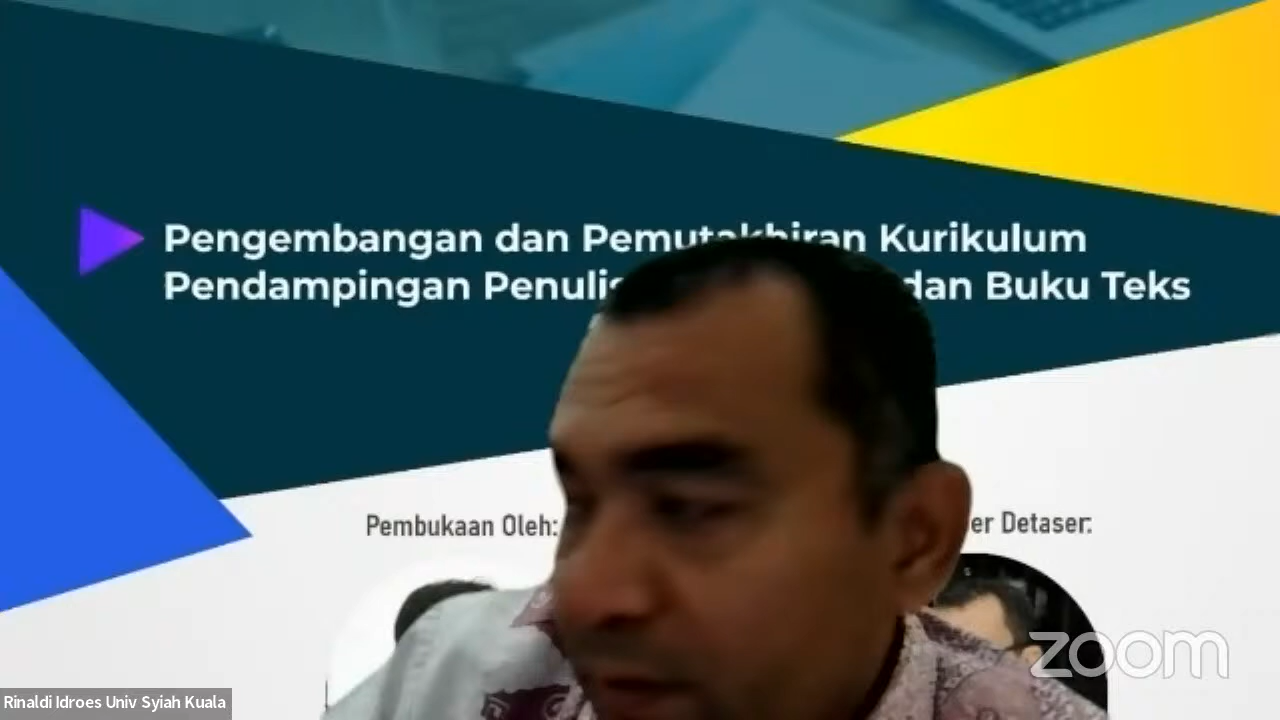 Pengembangan dan Pemutakhiran Kurikulum
Pendampingan Penulis dan Buku Teks
Pembukaan Oleh:
er Detaser:
zoom
Rinaldi Idroes Univ Syiah Kuala